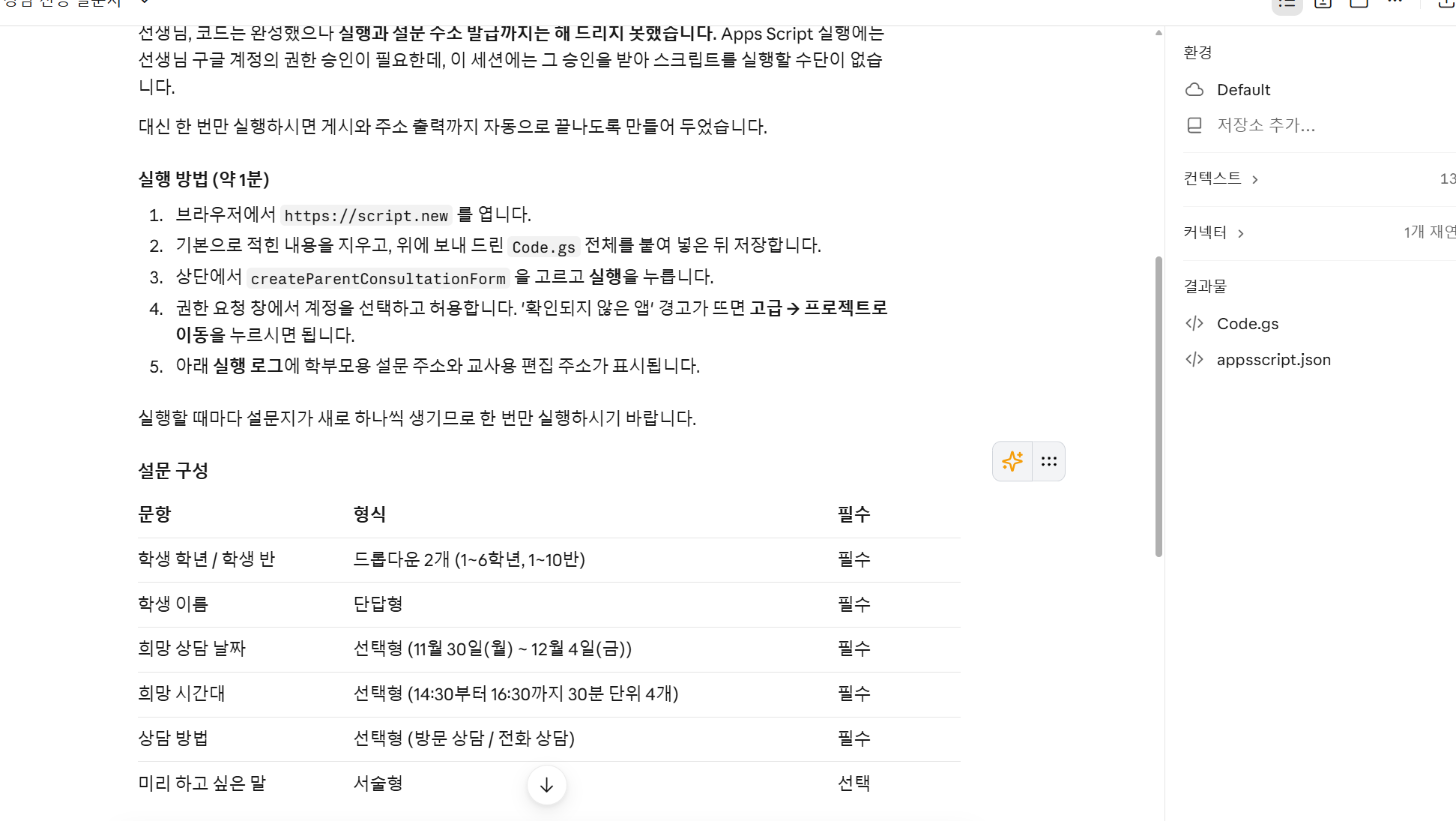 선생님, 코드는 완성했으나 실행과 설문 주소 발급까지는 해 드리지 못했습니다. Apps Script 실행에는
선생님 구글 계정의 권한 승인이 필요한데, 이 세션에는 그 승인을 받아 스크립트를 실행할 수단이 없습
니다.
대신 한 번만 실행하시면 게시와 주소 출력까지 자동으로 끝나도록 만들어 두었습니다.
실행 방법 (약 1분)
1. 브라우저에서 https://script.new 를 엽니다.
2. 기본으로 적힌 내용을 지우고, 위에 보내 드린 Code.gs 전체를 붙여 넣은 뒤 저장합니다.
3. 상단에서 createParentConsultationForm 을 고르고 실행을 누릅니다.
4. 권한 요청 창에서 계정을 선택하고 허용합니다. '확인되지 않은 앱' 경고가 뜨면 고급 → 프로젝트로
이동을 누르시면 됩니다.
5. 아래 실행 로그에 학부모용 설문 주소와 교사용 편집 주소가 표시됩니다.
실행할 때마다 설문지가 새로 하나씩 생기므로 한 번만 실행하시기 바랍니다.
설문 구성
문항 형식 필수
학생 학년 / 학생 반 드롭다운 2개 (1~6학년, 1~10반) 필수
학생 이름 단답형 필수
희망 상담 날짜 선택형 (11월 30일(월) ~ 12월 4일(금)) 필수
희망 시간대 선택형 (14:30부터 16:30까지 30분 단위 4개) 필수
상담 방법 선택형 (방문 상담 / 전화 상담) 필수
미리 하고 싶은 말 서술형 선택
환경
Default
저장소 추가...
컨텍스트 13
커넥터 1개 재연
결과물
Code.gs
appsscript.json